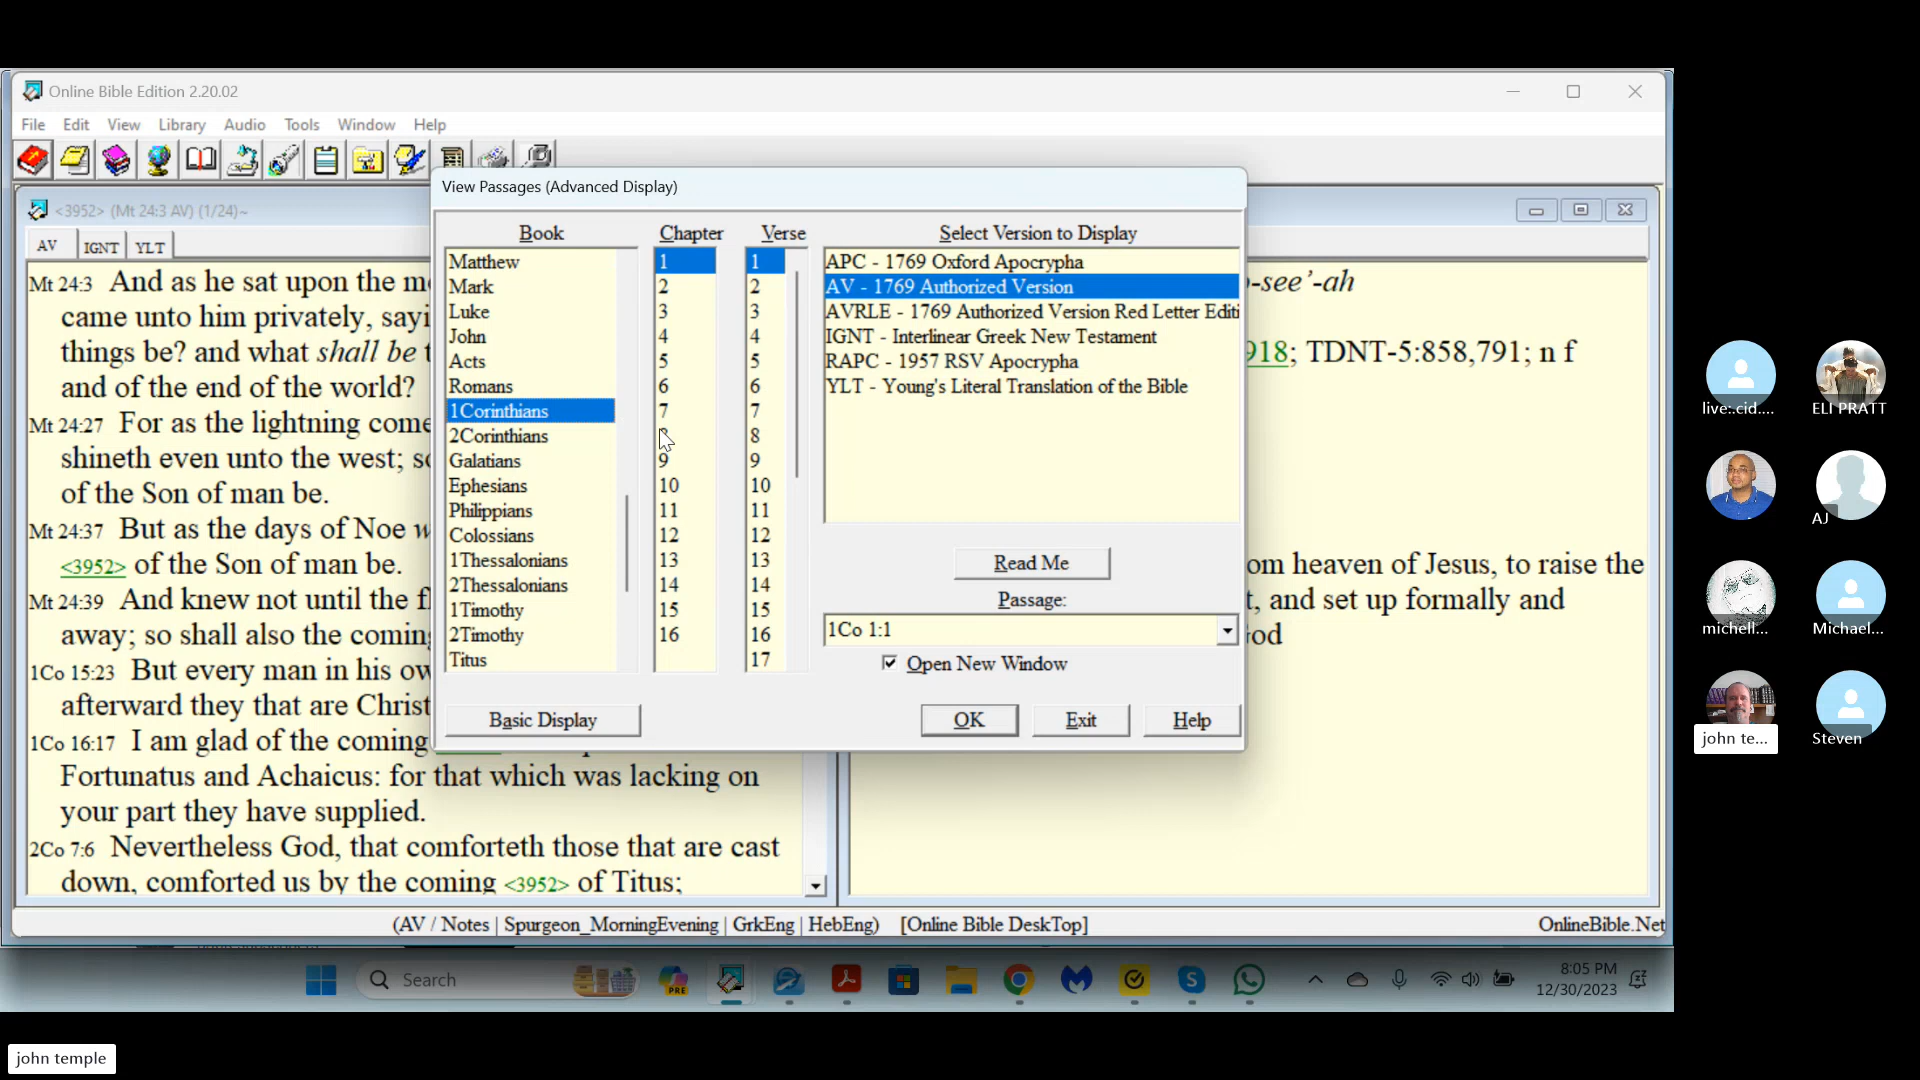 Online Bible Edition 2.20.02
File Edit View Library Audio Tools Window Help
<3952> (Mt 24:3 AV) (1/24)~
AV IGNT YLT
Mt 24:3 And as he sat upon the
came unto him privately,
things be? and what shall be
and of the end of the world?
Mt 24:27 For as the lightning
shineth even unto the west;
of the Son of man be.
Mt 24:37 But as the days of Noe
<3952> of the Son of man be.
Mt 24:39 And knew not until the
away; so shall also the
1Co 15:23 But every man in his
afterward they that are
1Co 16:17 I am glad of the coming
Fortunatus and Achaicus: for that which was lacking on
your part they have supplied.
2Co 7:6 Nevertheless God, that comforteth those that are cast
down, comforted us by the coming <3952> of Titus;
View Passages (Advanced Display)
Book
Matthew
Mark
Luke
John
Acts
Romans
1Corinthians
2Corinthians
Galatians
Ephesians
Philippians
Colossians
1Thessalonians
2Thessalonians
1Timothy
2Timothy
Titus
Basic Display
Chapter
1
2
3
4
5
6
7
9
10
11
12
13
14
15
16
Verse
1
2
3
4
5
6
7
8
9
10
11
12
13
14
15
16
17
Select Version to Display
APC - 1769 Oxford Apocrypha
AV - 1769 Authorized Version
AVRLE - 1769 Authorized Version Red Letter Editi
IGNT - Interlinear Greek New Testament
RAPC - 1957 RSV Apocrypha
YLT - Young's Literal Translation of the Bible
Read Me
Passage:
1Co 1:1
Open New Window
OK Exit Help
-see’-ah
918; TDNT-5:858,791; n f
heaven of Jesus, to raise the
, and set up formally and
(AV / Notes | Spurgeon_MorningEvening | GrkEng | HebEng) [Online Bible DeskTop] OnlineBible.Net
Search
PRE
8:05 PM
12/30/2023
live:.cid.... ELI PRATT
AJ
michell... Michael...
john te... Steven
john temple